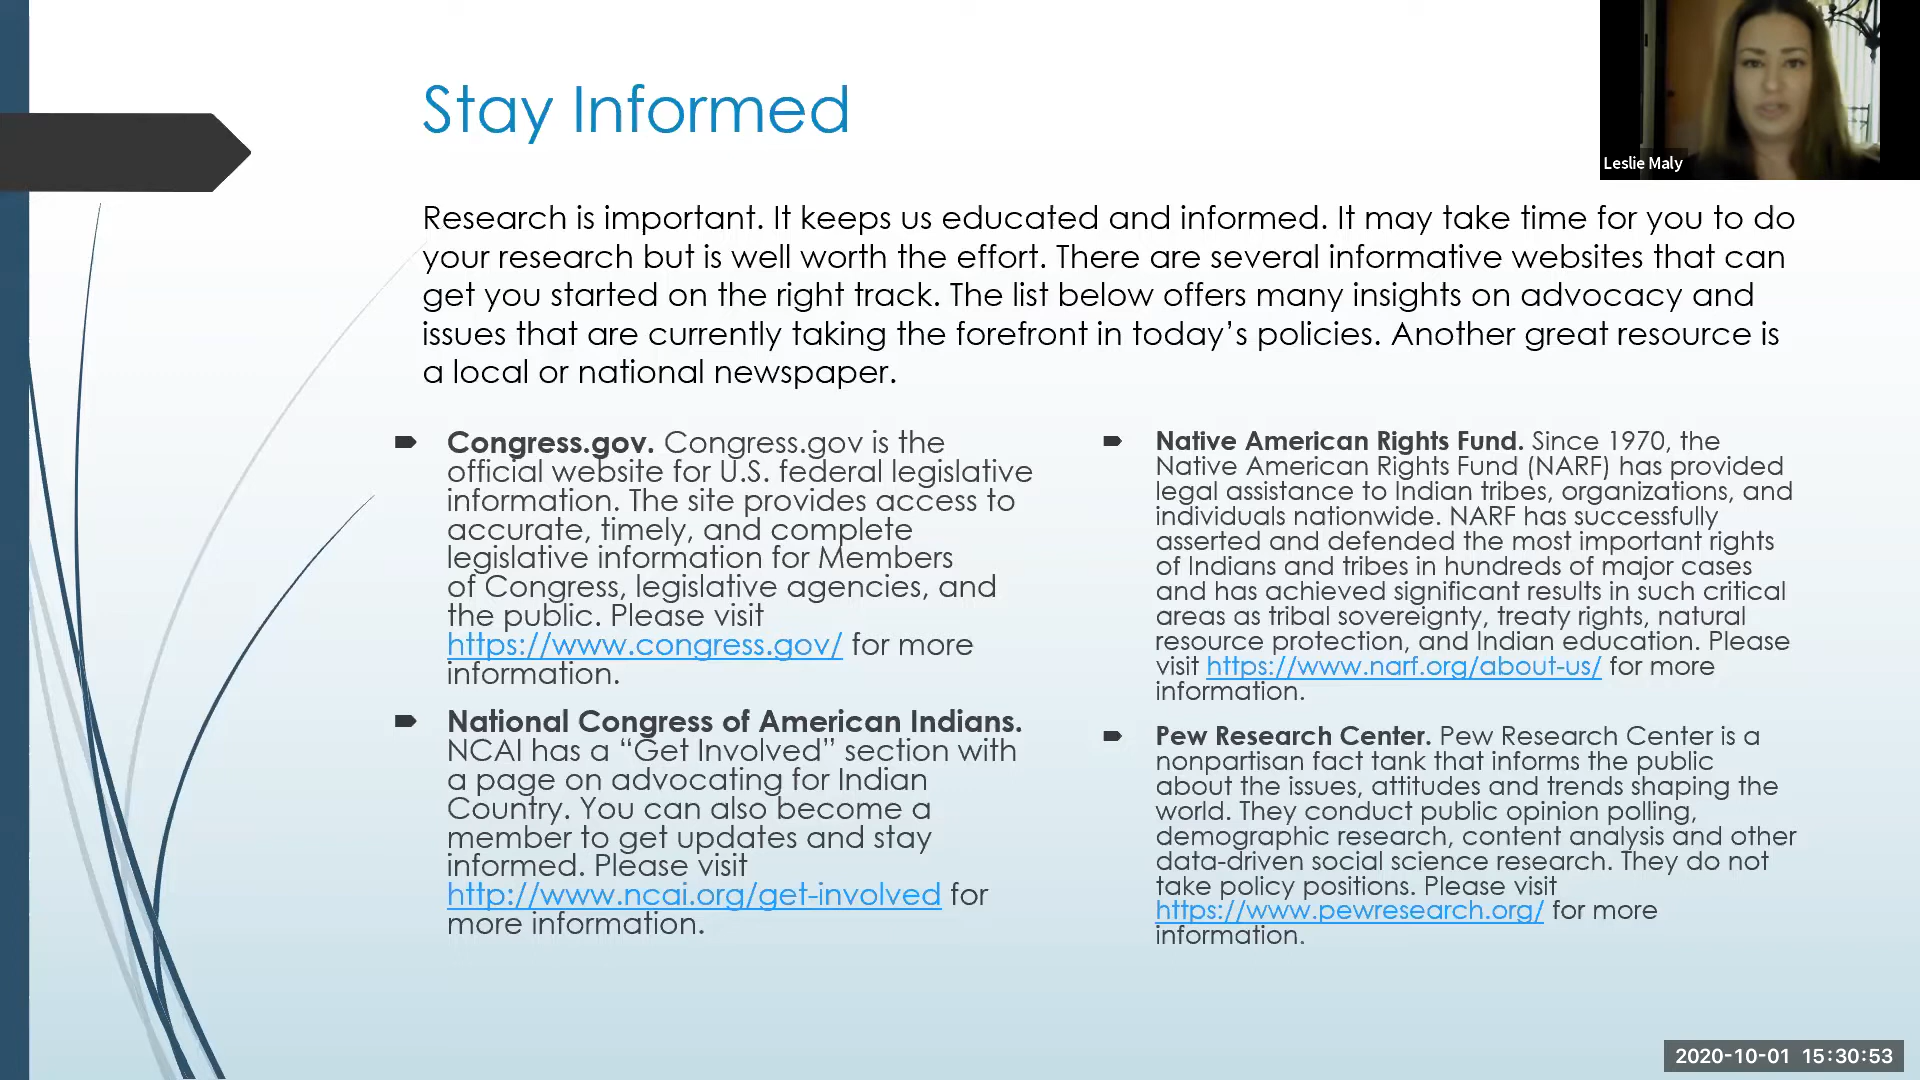 Stay Informed
Leslie Maly
Research is important. It keeps us educated and informed. It may take time for you to do
your research but is well worth the effort. There are several informative websites that can
get you started on the right track. The list below offers many insights on advocacy and
issues that are currently taking the forefront in today’s policies. Another great resource is
a local or national newspaper.
Congress.gov. Congress.gov is the
official website for U.S. federal legislative
information. The site provides access to
accurate, timely, and complete
legislative information for Members
of Congress, legislative agencies, and
the public. Please visit
https://www.congress.gov/ for more
information.
National Congress of American Indians.
NCAI has a “Get Involved” section with
a page on advocating for Indian
Country. You can also become a
member to get updates and stay
informed. Please visit
http://www.ncai.org/get-involved for
more information.
Native American Rights Fund. Since 1970, the
Native American Rights Fund (NARF) has provided
legal assistance to Indian tribes, organizations, and
individuals nationwide. NARF has successfully
asserted and defended the most important rights
of Indians and tribes in hundreds of major cases
and has achieved significant results in such critical
areas as tribal sovereignty, treaty rights, natural
resource protection, and Indian education. Please
visit https://www.narf.org/about-us/ for more
information.
Pew Research Center. Pew Research Center is a
nonpartisan fact tank that informs the public
about the issues, attitudes and trends shaping the
world. They conduct public opinion polling,
demographic research, content analysis and other
data-driven social science research. They do not
take policy positions. Please visit
https://www.pewresearch.org/ for more
information.
2020-10-01 15:30:53